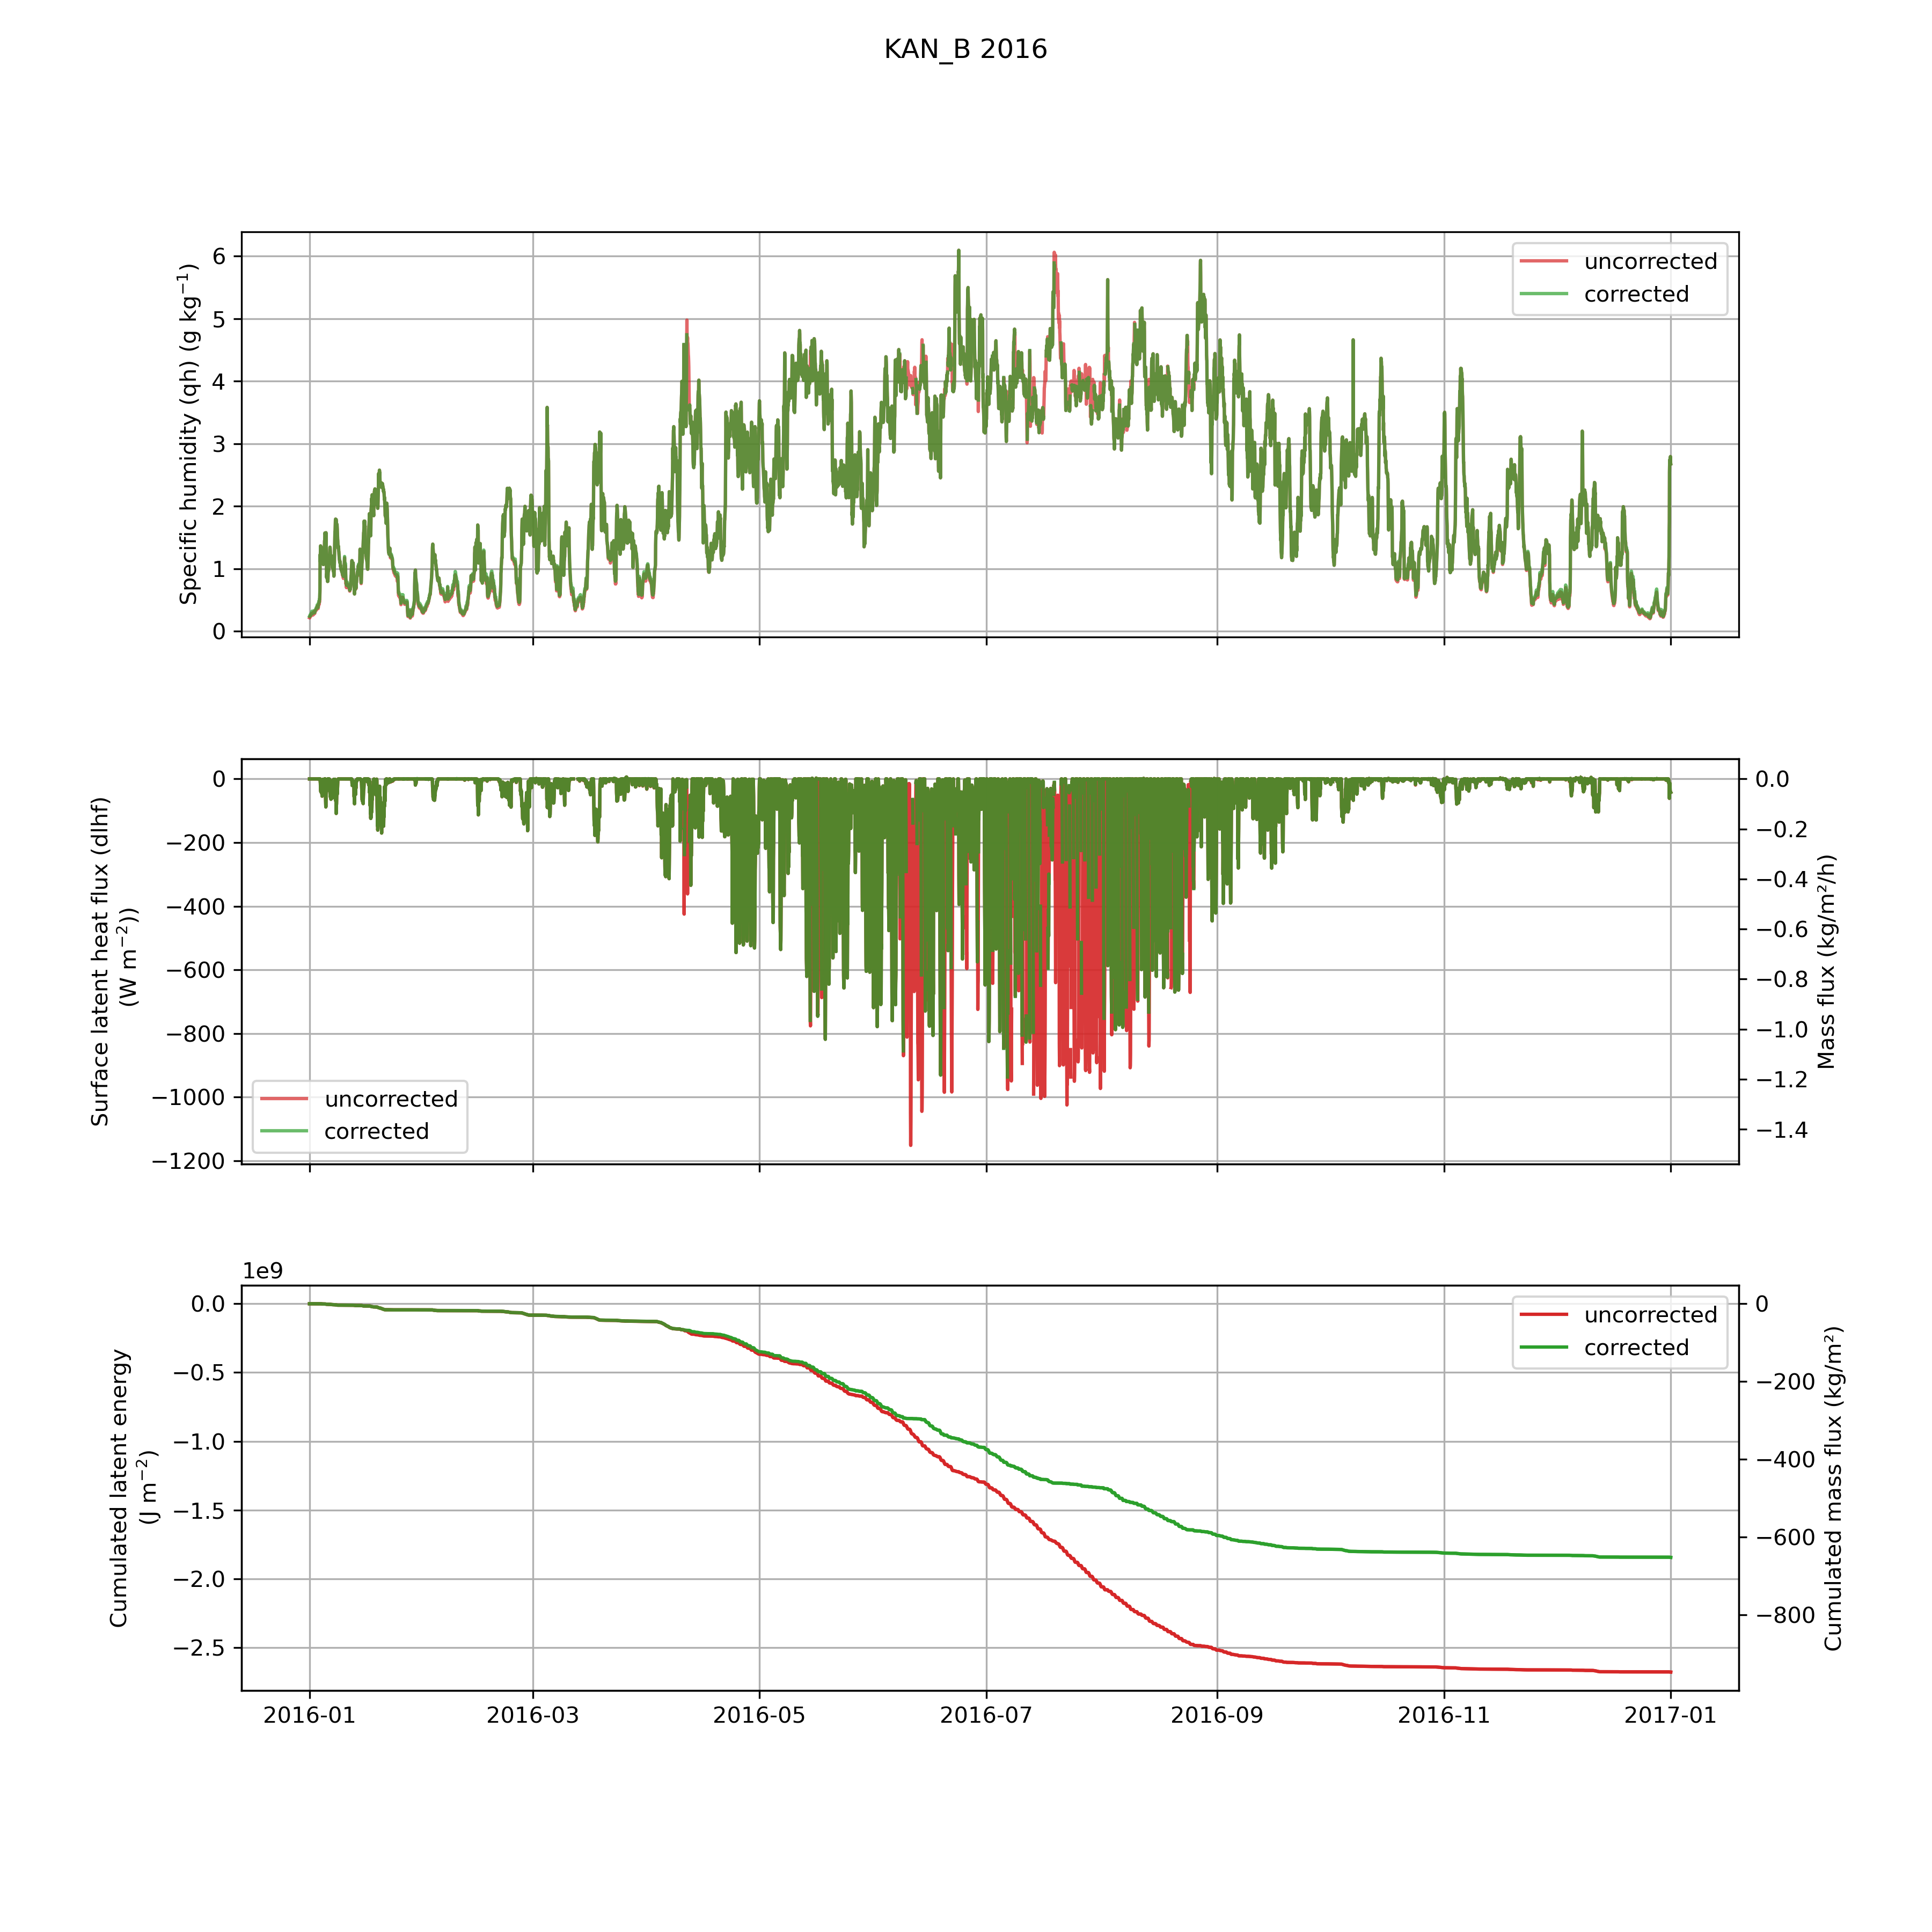 KAN_B 2016
Specific humidity (qh) (g kg⁻¹)
6
5
4
3
2
1
0
uncorrected
corrected
Surface latent heat flux (dlhf)
(W m⁻²))
0
−200
−400
−600
−800
−1000
−1200
uncorrected
corrected
0.0
−0.2
−0.4
−0.6
−0.8
−1.0
−1.2
−1.4
Mass flux (kg/m²/h)
1e9
Cumulated latent energy
(J m⁻²)
0.0
−0.5
−1.0
−1.5
−2.0
−2.5
uncorrected
corrected
0
−200
−400
−600
−800
Cumulated mass flux (kg/m²)
2016-01 2016-03 2016-05 2016-07 2016-09 2016-11 2017-01